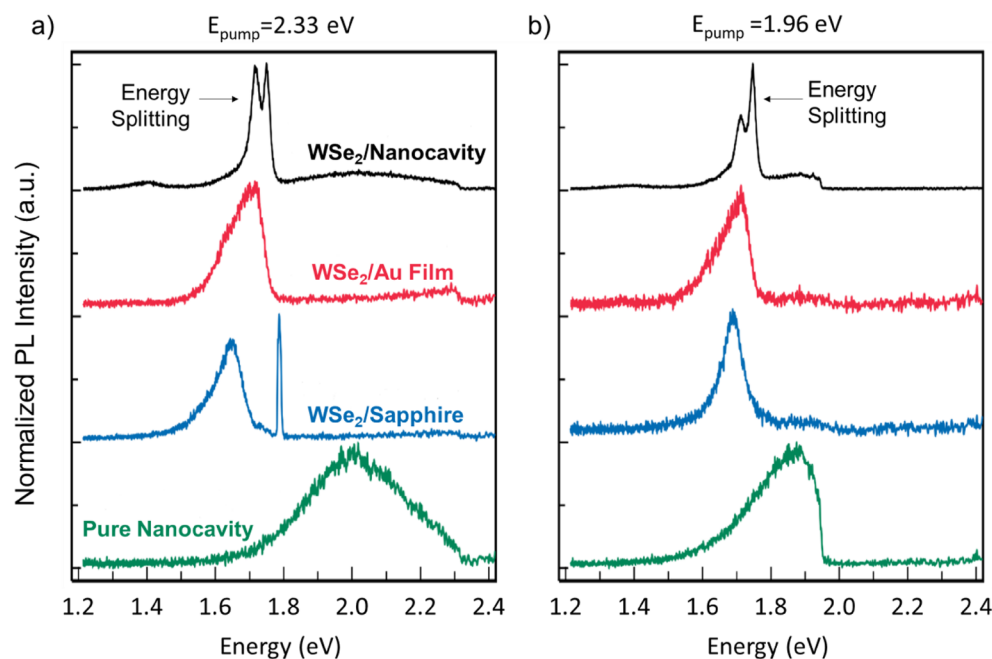 a)
E_pump=2.33 eV
b)
E_pump=1.96 eV
Normalized PL Intensity (a.u.)
Energy
Splitting
WSe₂/Nanocavity
WSe₂/Au Film
WSe₂/Sapphire
Pure Nanocavity
1.2 1.4 1.6 1.8 2.0 2.2 2.4
Energy (eV)
Energy
Splitting
1.2 1.4 1.6 1.8 2.0 2.2 2.4
Energy (eV)